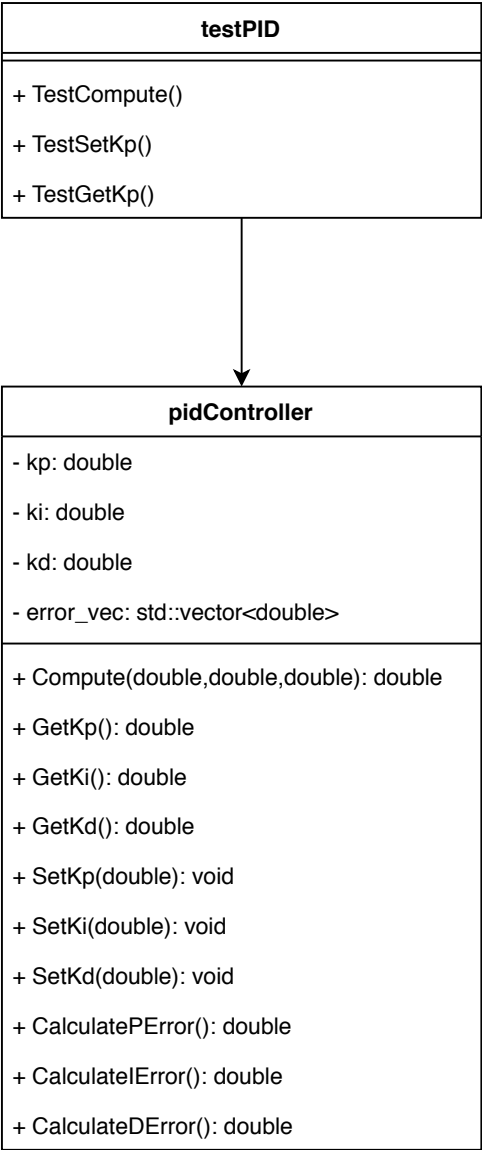 testPID
+ TestCompute()
+ TestSetKp()
+ TestGetKp()
pidController
- kp: double
- ki: double
- kd: double
- error_vec: std::vector<double>
+ Compute(double,double,double): double
+ GetKp(): double
+ GetKi(): double
+ GetKd(): double
+ SetKp(double): void
+ SetKi(double): void
+ SetKd(double): void
+ CalculatePError(): double
+ CalculateIError(): double
+ CalculateDError(): double